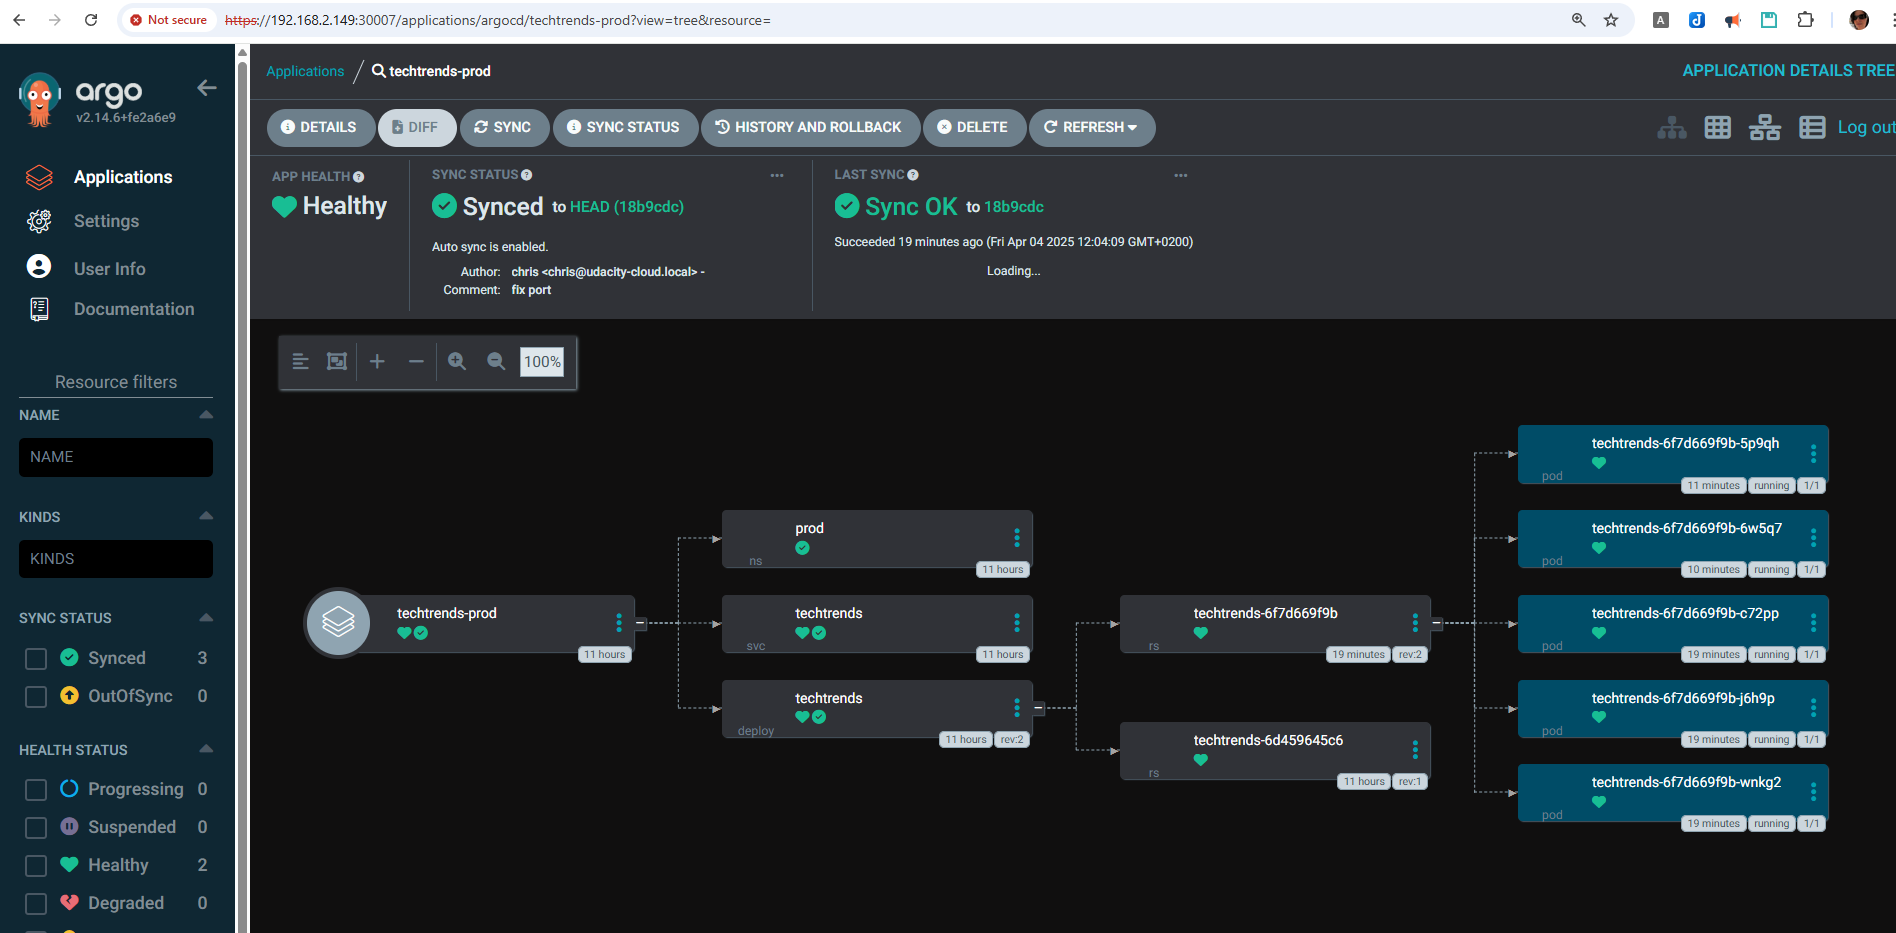 Not secure
https://192.168.2.149:30007/applications/argocd/techtrends-prod?view=tree&resource=
A
argo
v2.14.6+fe2a6e9
Applications
Settings
User Info
Documentation
Resource filters
NAME
NAME
KINDS
KINDS
SYNC STATUS
Synced 3
OutOfSync 0
HEALTH STATUS
Progressing 0
Suspended 0
Healthy 2
Degraded 0
Applications / techtrends-prod
APPLICATION DETAILS TREE
DETAILS DIFF SYNC SYNC STATUS HISTORY AND ROLLBACK DELETE REFRESH
Log out
APP HEALTH
Healthy
SYNC STATUS
Synced to HEAD (18b9cdc)
Auto sync is enabled.
Author: chris <chris@udacity-cloud.local> -
Comment: fix port
LAST SYNC
Sync OK to 18b9cdc
Succeeded 19 minutes ago (Fri Apr 04 2025 12:04:09 GMT+0200)
Loading...
100%
techtrends-prod
11 hours
prod
ns
11 hours
techtrends
svc
11 hours
techtrends
deploy
11 hours rev:2
techtrends-6f7d669f9b
rs
19 minutes rev:2
techtrends-6d459645c6
rs
11 hours rev:1
techtrends-6f7d669f9b-5p9qh
pod
11 minutes running 1/1
techtrends-6f7d669f9b-6w5q7
pod
10 minutes running 1/1
techtrends-6f7d669f9b-c72pp
pod
19 minutes running 1/1
techtrends-6f7d669f9b-j6h9p
pod
19 minutes running 1/1
techtrends-6f7d669f9b-wnkg2
pod
19 minutes running 1/1